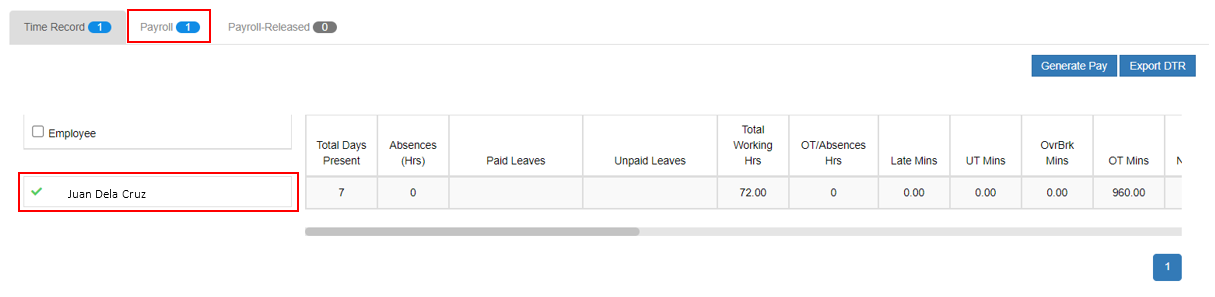 Time Record 1 Payroll 1 Payroll-Released 0
Generate Pay Export DTR
Employee
Total Days Present
Absences (Hrs)
Paid Leaves
Unpaid Leaves
Total Working Hrs
OT/Absences Hrs
Late Mins
UT Mins
OvrBrk Mins
OT Mins
N
Juan Dela Cruz 7 0 72.00 0 0.00 0.00 0.00 960.00
1